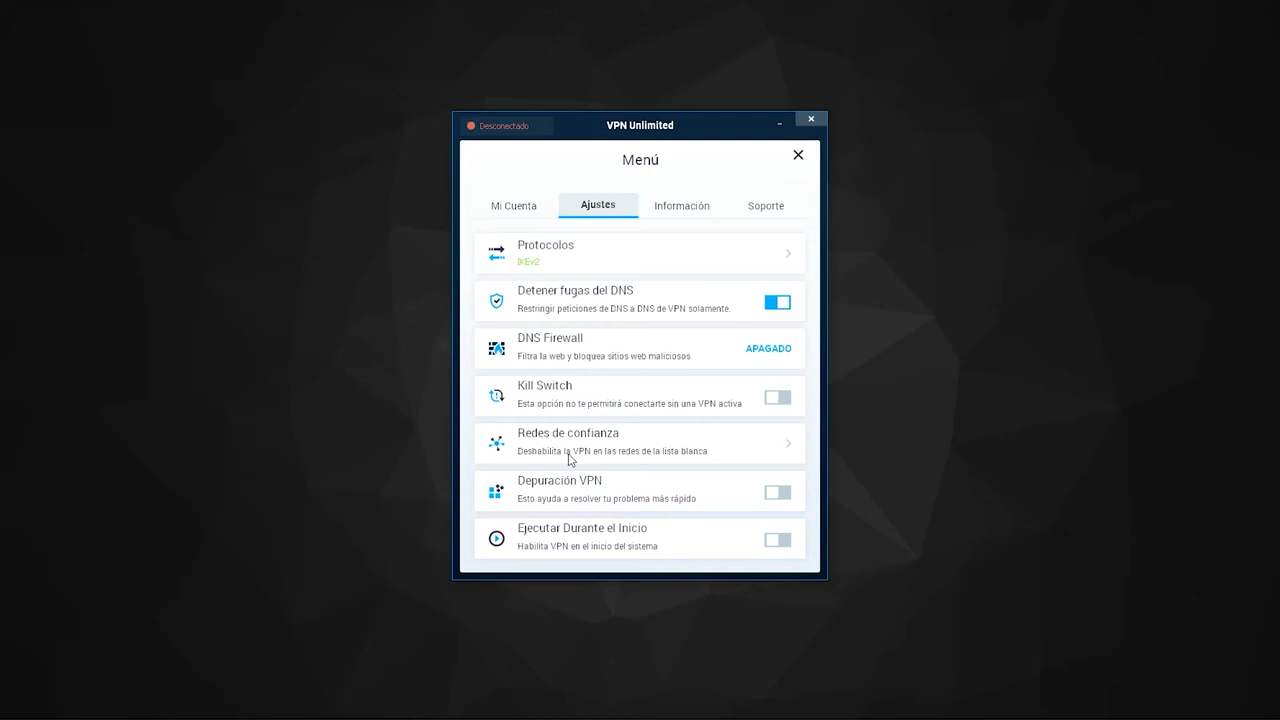 Desconectado
VPN Unlimited
Menú
Mi Cuenta
Ajustes
Información
Soporte
Protocolos
IKEv2
Detener fugas del DNS
Restringir peticiones de DNS a DNS de VPN solamente.
DNS Firewall
Filtra la web y bloquea sitios web maliciosos
APAGADO
Kill Switch
Esta opción no te permitirá conectarte sin una VPN activa
Redes de confianza
Deshabilita la VPN en las redes de la lista blanca
Depuración VPN
Esto ayuda a resolver tu problema más rápido
Ejecutar Durante el Inicio
Habilita VPN en el inicio del sistema